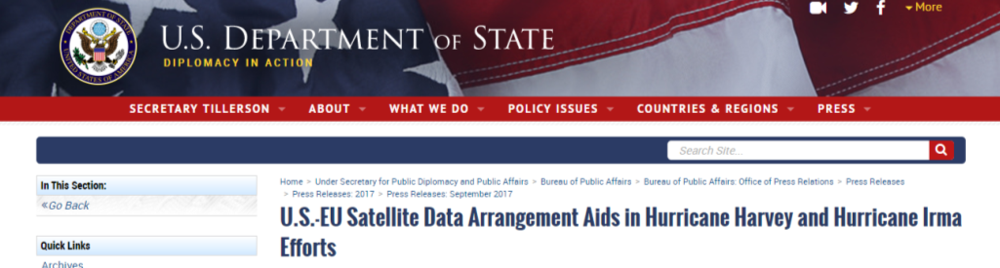 More
U.S. DEPARTMENT OF STATE
DIPLOMACY IN ACTION
SECRETARY TILLERSON ABOUT WHAT WE DO POLICY ISSUES COUNTRIES & REGIONS PRESS
Search Site...
In This Section:
«Go Back
Quick Links
Archives
Home > Under Secretary for Public Diplomacy and Public Affairs > Bureau of Public Affairs > Bureau of Public Affairs: Office of Press Relations > Press Releases
> Press Releases: 2017 > Press Releases: September 2017
U.S.-EU Satellite Data Arrangement Aids in Hurricane Harvey and Hurricane Irma
Efforts